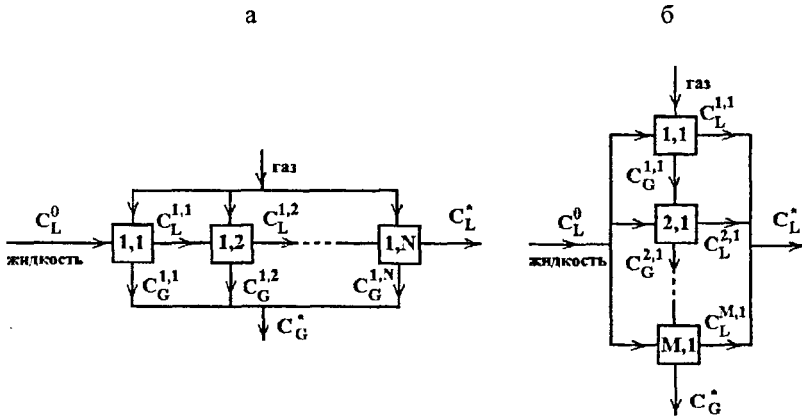 а
газ
C_L^0
жидкость
1,1
C_L^{1,1}
1,2
C_L^{1,2}
1,N
C_L^*
C_G^{1,1}
C_G^{1,2}
C_G^{1,N}
C_G^*
б
газ
1,1
C_L^{1,1}
C_G^{1,1}
C_L^0
жидкость
2,1
C_L^{2,1}
C_L^*
C_G^{2,1}
M,1
C_L^{M,1}
C_G^*